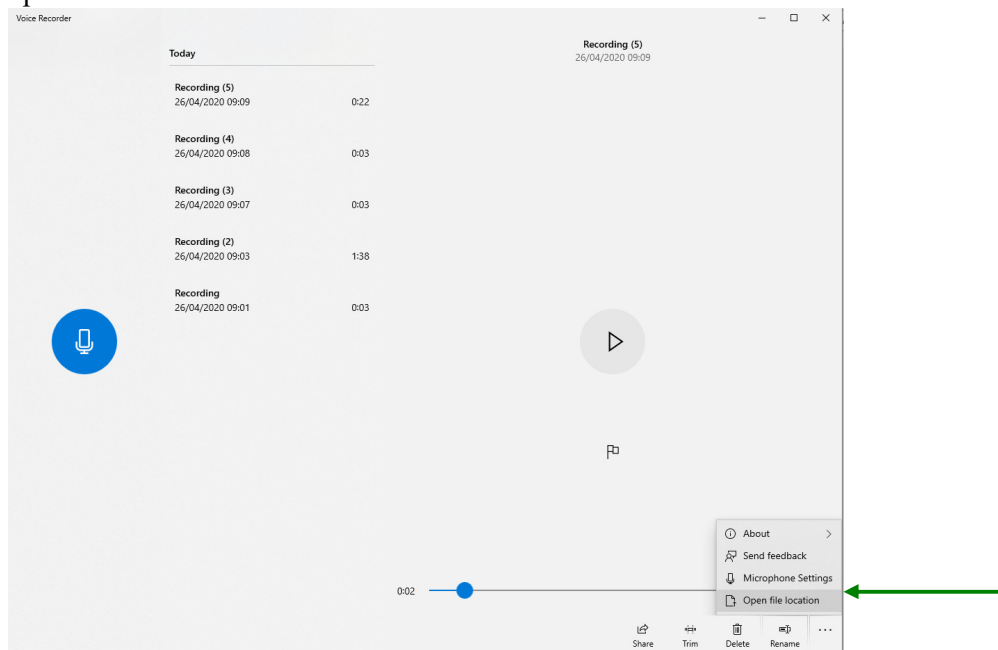 Voice Recorder
Today
Recording (5)
26/04/2020 09:09 0:22
Recording (4)
26/04/2020 09:08 0:03
Recording (3)
26/04/2020 09:07 0:03
Recording (2)
26/04/2020 09:03 1:38
Recording
26/04/2020 09:01 0:03
Recording (5)
26/04/2020 09:09
About
Send feedback
Microphone Settings
Open file location
0:02
Share Trim Delete Rename